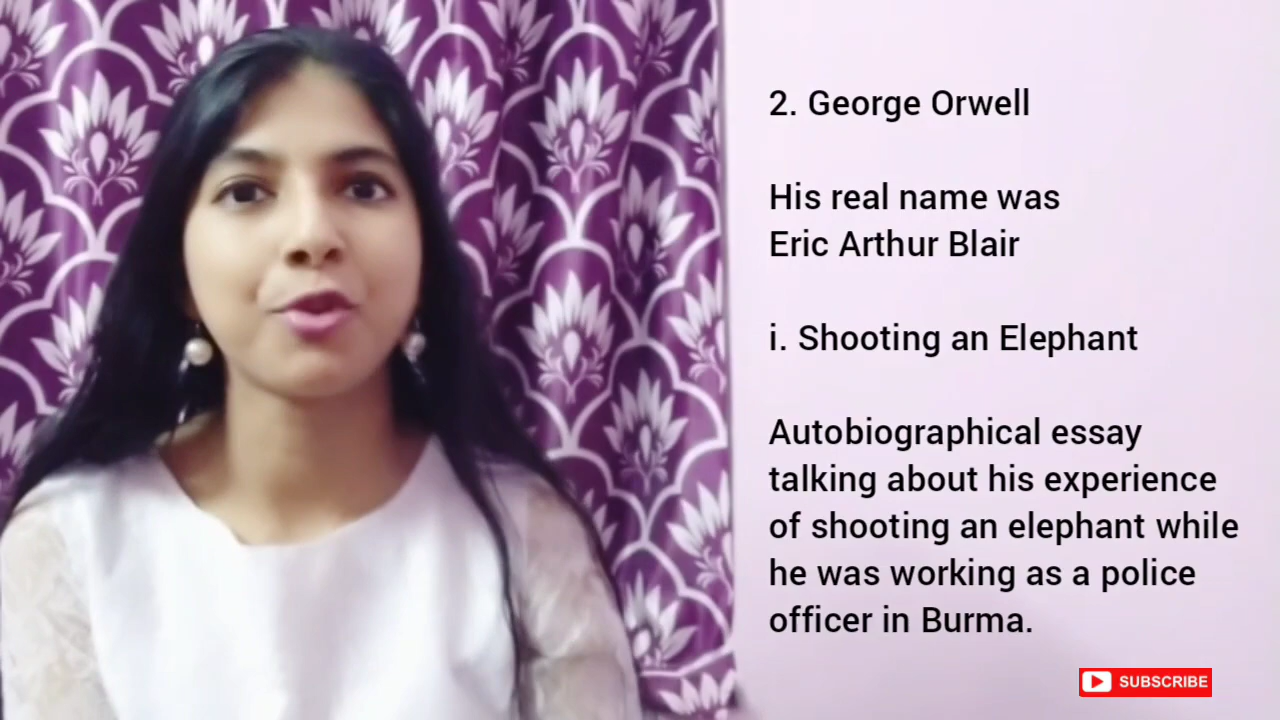 2. George Orwell
His real name was
Eric Arthur Blair
i. Shooting an Elephant
Autobiographical essay
talking about his experience
of shooting an elephant while
he was working as a police
officer in Burma.
SUBSCRIBE